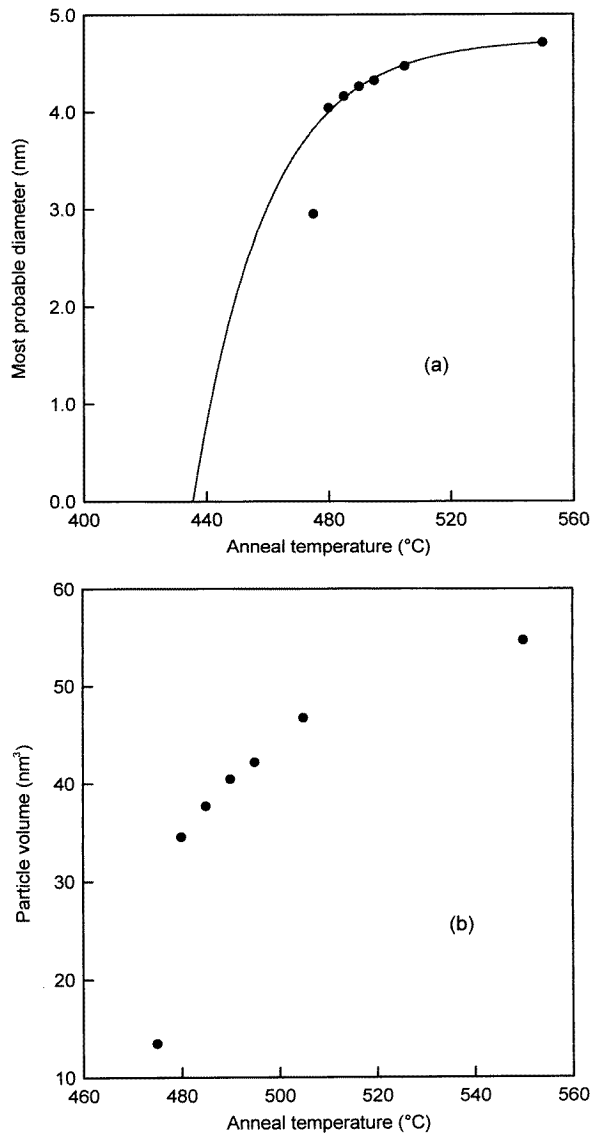 5.0
4.0
3.0
2.0
1.0
0.0
Most probable diameter (nm)
(a)
400 440 480 520 560
Anneal temperature (°C)
60
50
40
30
20
10
Particle volume (nm³)
(b)
460 480 500 520 540 560
Anneal temperature (°C)